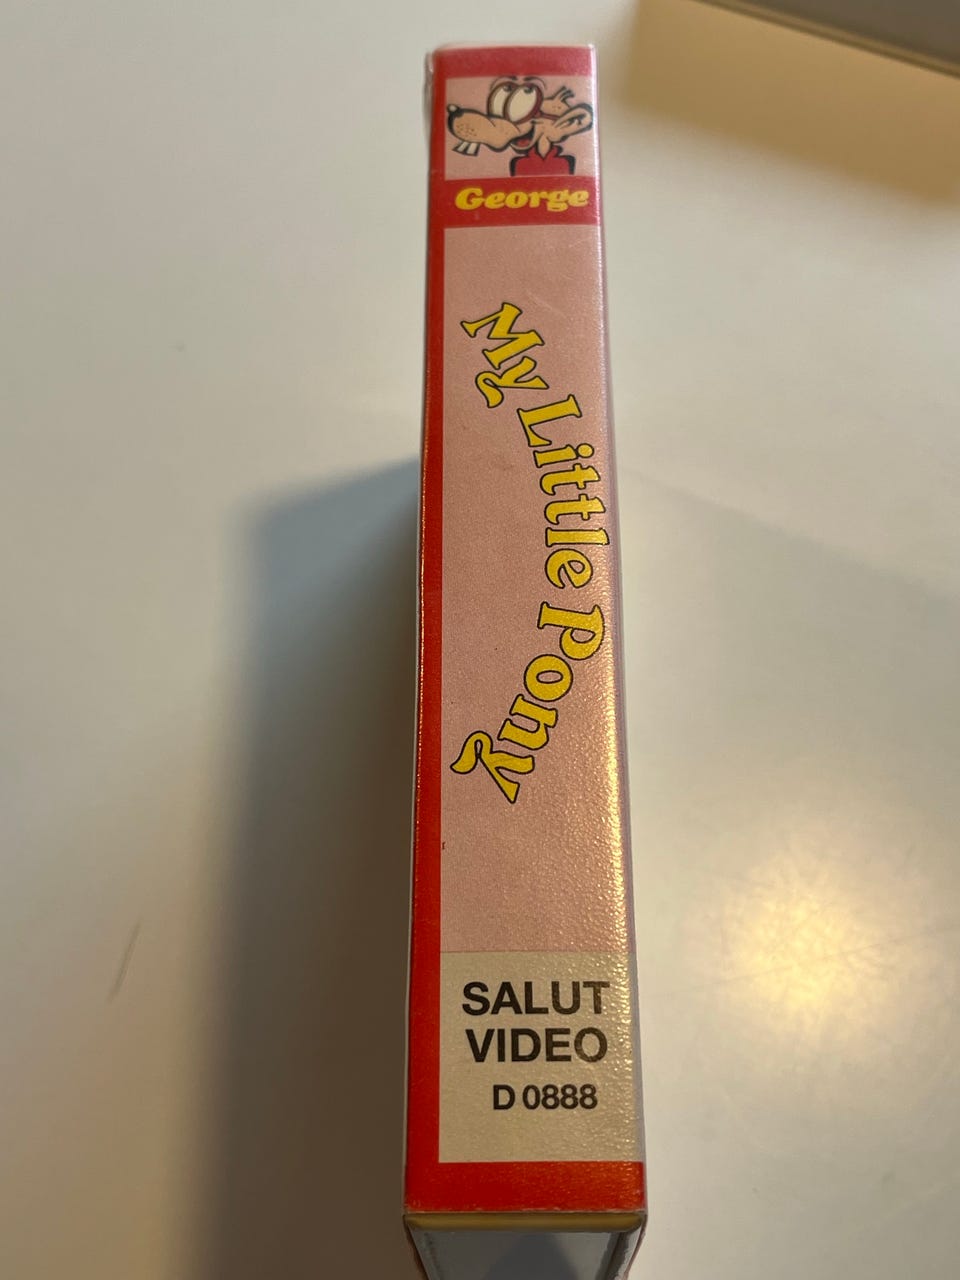 George
My Little Pony
SALUT
VIDEO
D 0888